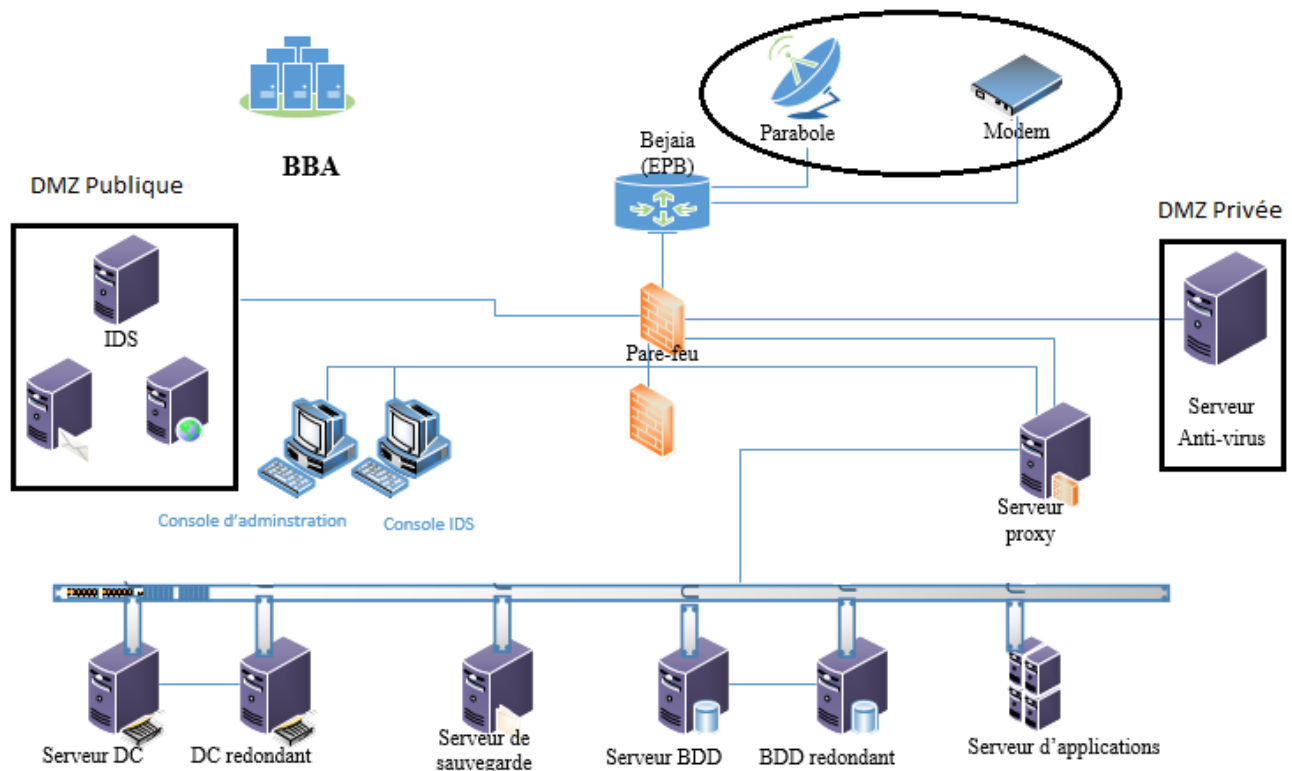 Parabole
Modem
Bejaia
(EPB)
BBA
DMZ Publique
DMZ Privée
IDS
Pare-feu
Serveur
Anti-virus
Serveur
proxy
Console d'adminstration
Console IDS
Serveur DC
DC redondant
Serveur de
sauvegarde
Serveur BDD
BDD redondant
Serveur d'applications